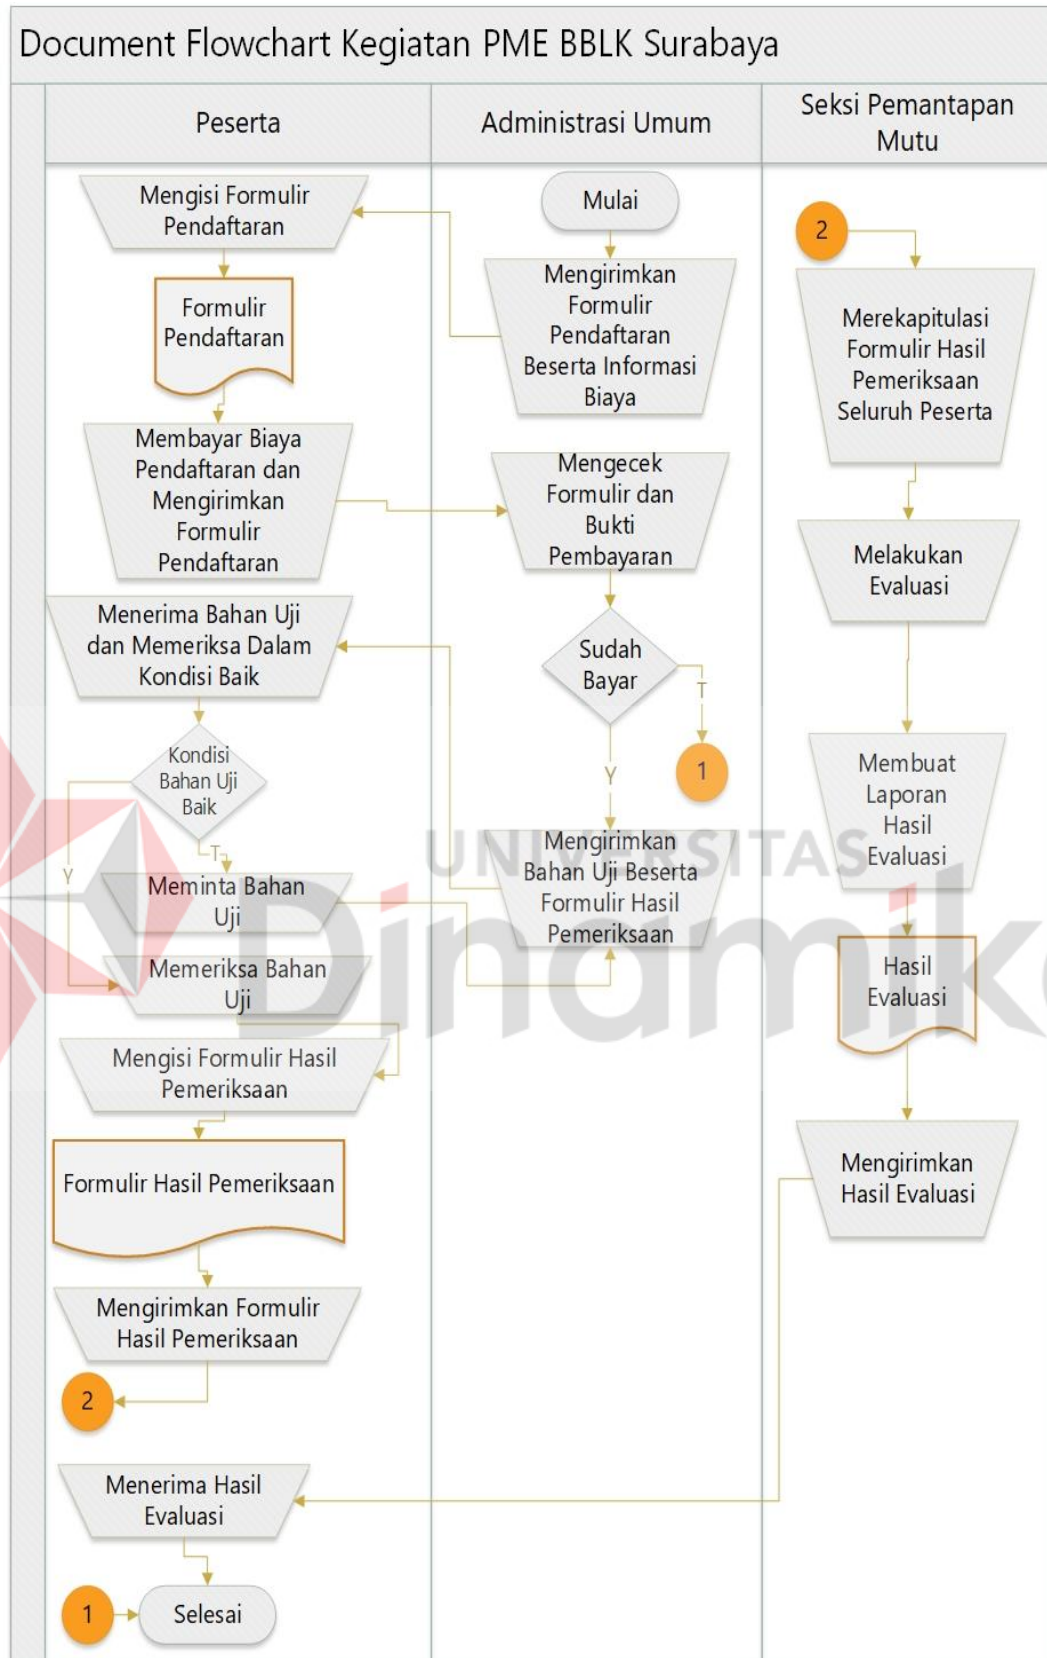 Document Flowchart Kegiatan PME BBLK Surabaya
Peserta
Administrasi Umum
Seksi Pemantapan
Mutu
Mengisi Formulir
Pendaftaran
Formulir
Pendaftaran
Membayar Biaya
Pendaftaran dan
Mengirimkan
Formulir
Pendaftaran
Menerima Bahan Uji
dan Memeriksa Dalam
Kondisi Baik
Kondisi
Bahan Uji
Baik
Y
T
Meminta Bahan
Uji
Memeriksa Bahan
Uji
Mengisi Formulir Hasil
Pemeriksaan
Formulir Hasil Pemeriksaan
Mengirimkan Formulir
Hasil Pemeriksaan
2
Menerima Hasil
Evaluasi
1
Selesai
Mulai
Mengirimkan
Formulir
Pendaftaran
Beserta Informasi
Biaya
Mengecek
Formulir dan
Bukti
Pembayaran
Sudah
Bayar
T
1
Y
Mengirimkan
Bahan Uji Beserta
Formulir Hasil
Pemeriksaan
2
Merekapitulasi
Formulir Hasil
Pemeriksaan
Seluruh Peserta
Melakukan
Evaluasi
Membuat
Laporan
Hasil
Evaluasi
Hasil
Evaluasi
Mengirimkan
Hasil Evaluasi
UNIVERSITAS
Dinamika